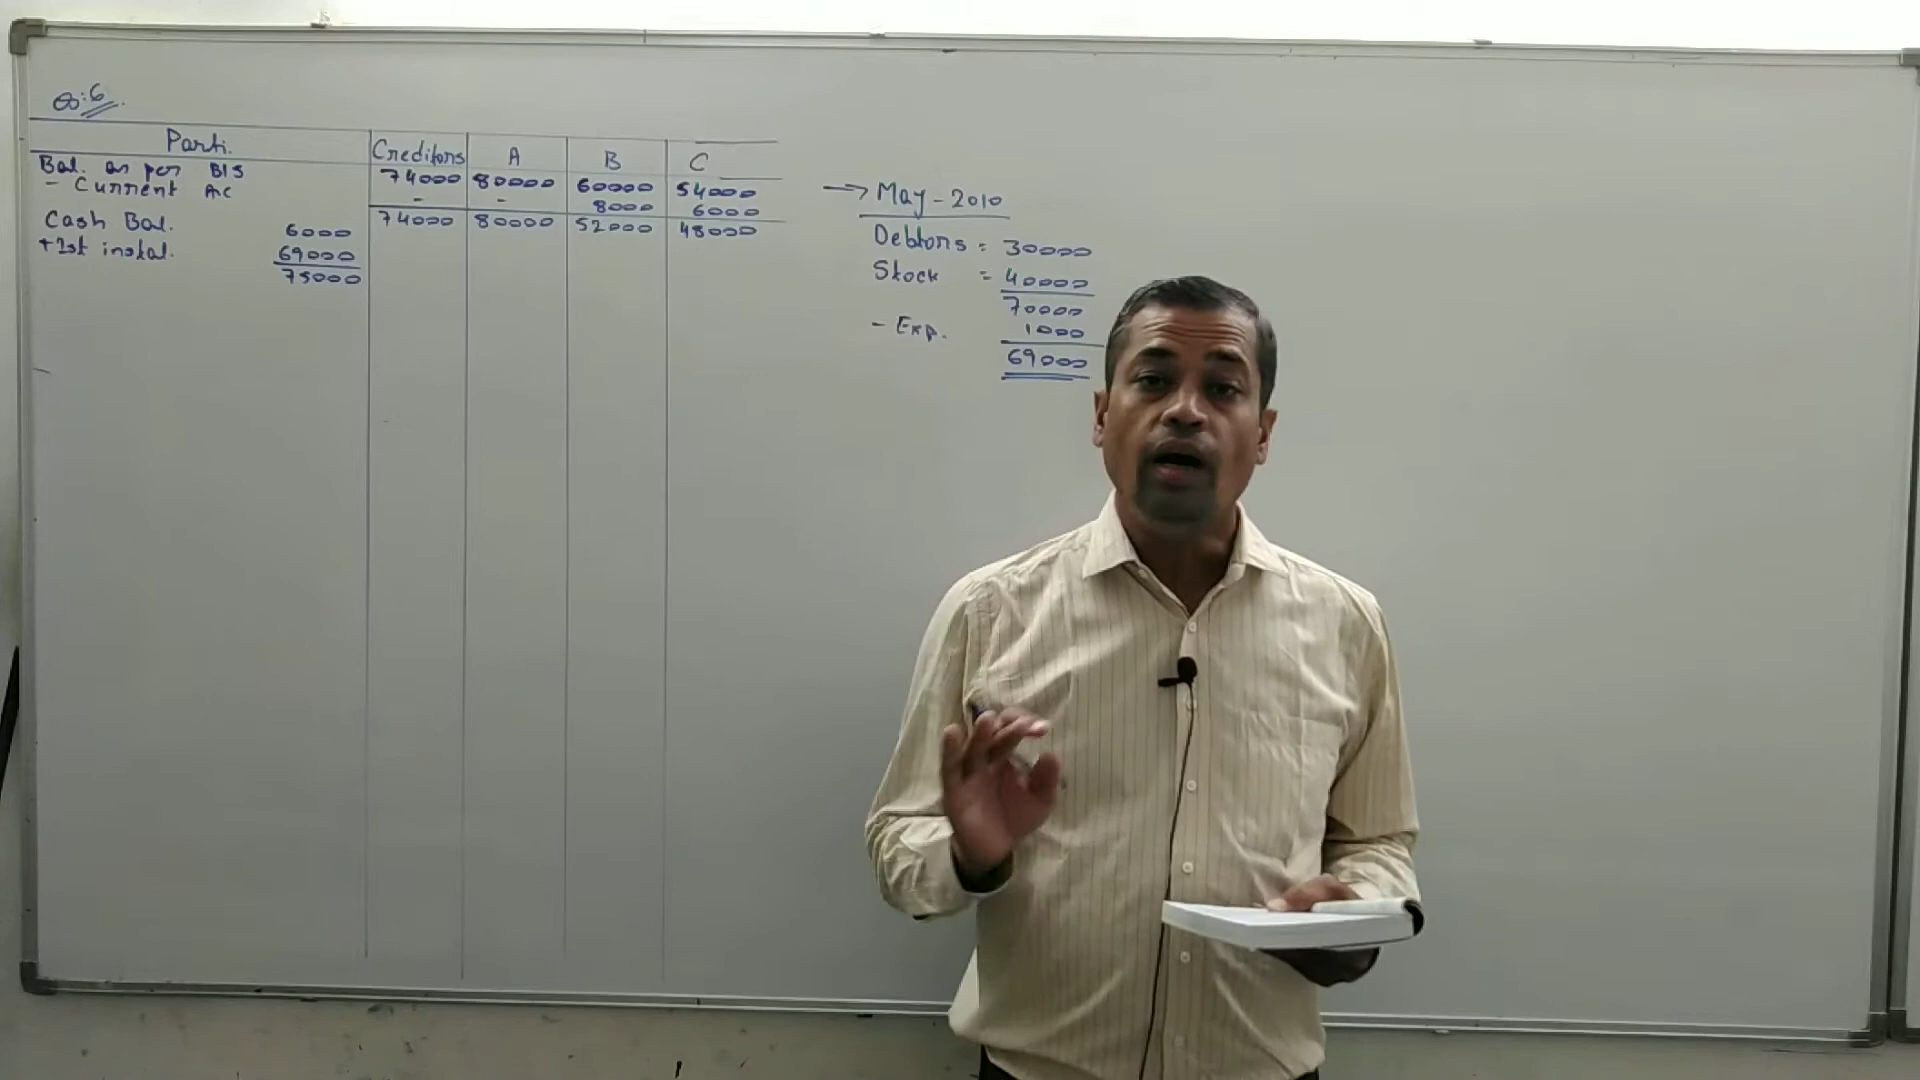 Parti. Creditors A B C
Bal. as per B/S 74000 80000 60000 54000
- Current Ac - - 8000 6000
74000 80000 52000 48000
Cash Bal. 6000
+ 1st instal. 69000
75000
→ May - 2010
Debtors = 30000
Stock = 40000
70000
- Exp. 1000
69000